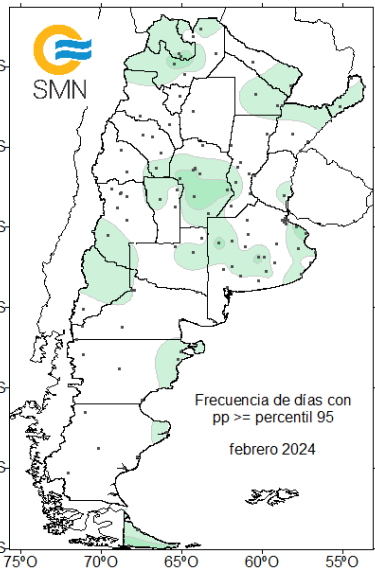 SMN
Frecuencia de días con
pp >= percentil 95
febrero 2024
S
S
S
S
S
S
S
75°O 70°O 65°O 60°O 55°O